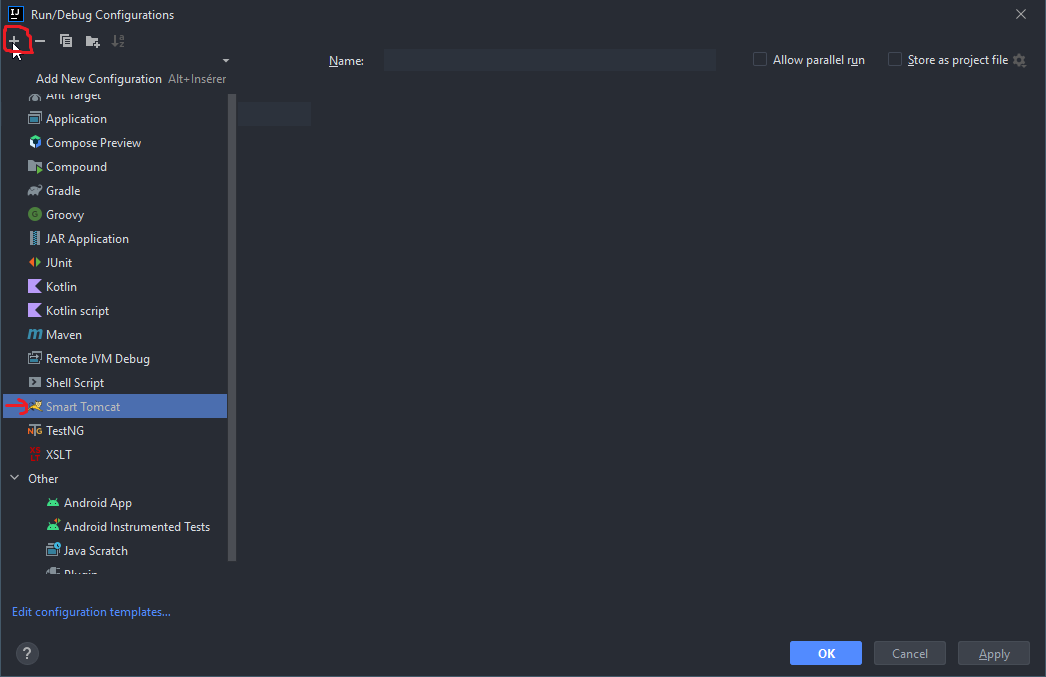 Run/Debug Configurations
Add New Configuration Alt+Insérer
Name:
Allow parallel run
Store as project file
Ant Target
Application
Compose Preview
Compound
Gradle
Groovy
JAR Application
JUnit
Kotlin
Kotlin script
Maven
Remote JVM Debug
Shell Script
Smart Tomcat
TestNG
XSLT
Other
Android App
Android Instrumented Tests
Java Scratch
Plugin
Edit configuration templates...
?
OK
Cancel
Apply